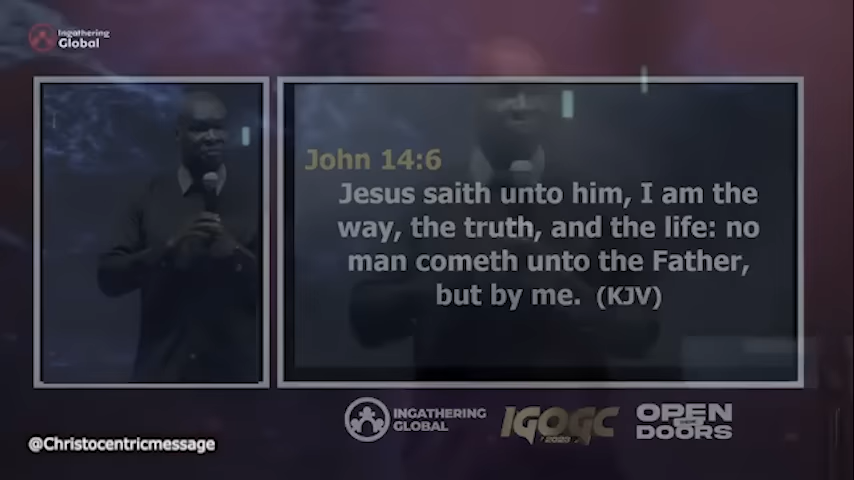 Ingathering
Global
John 14:6
Jesus saith unto him, I am the
way, the truth, and the life: no
man cometh unto the Father,
but by me. (KJV)
INGATHERING
GLOBAL
IGOGC
2023
OPEN
DOORS
@Christocentricmessage